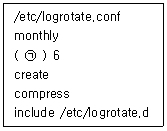 /etc/logrotate.conf
monthly
( ㉠ ) 6
create
compress
include /etc/logrotate.d